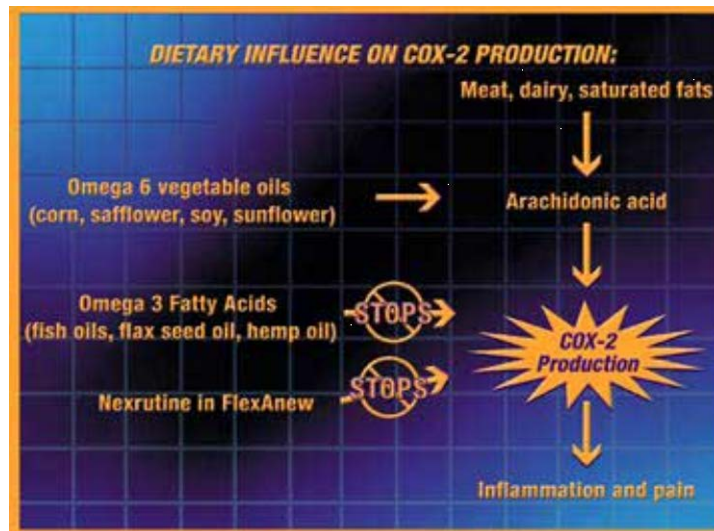 DIETARY INFLUENCE ON COX-2 PRODUCTION:
Meat, dairy, saturated fats
Omega 6 vegetable oils
(corn, safflower, soy, sunflower)
Arachidonic acid
Omega 3 Fatty Acids
(fish oils, flax seed oil, hemp oil)
STOPS
COX-2
Production
Nexrutine in FlexAnew
STOPS
Inflammation and pain